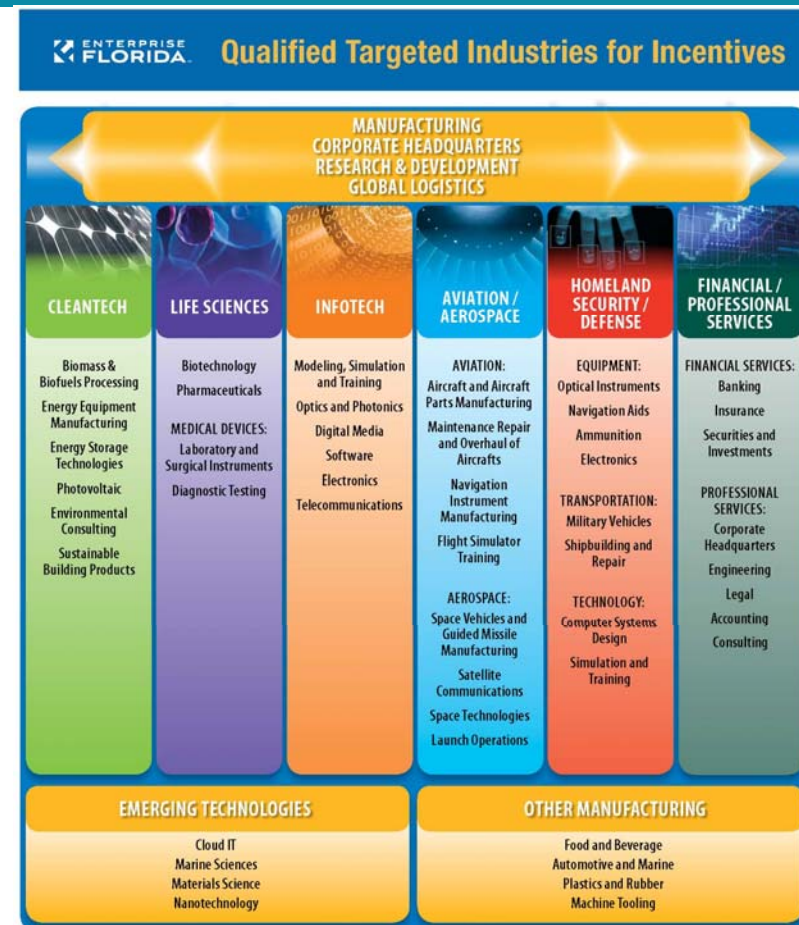 ENTERPRISE
FLORIDA
Qualified Targeted Industries for Incentives
MANUFACTURING
CORPORATE HEADQUARTERS
RESEARCH & DEVELOPMENT
GLOBAL LOGISTICS
CLEANTECH
Biomass &
Biofuels Processing
Energy Equipment
Manufacturing
Energy Storage
Technologies
Photovoltaic
Environmental
Consulting
Sustainable
Building Products
LIFE SCIENCES
Biotechnology
Pharmaceuticals
MEDICAL DEVICES:
Laboratory and
Surgical Instruments
Diagnostic Testing
INFOTECH
Modeling, Simulation
and Training
Optics and Photonics
Digital Media
Software
Electronics
Telecommunications
AVIATION /
AEROSPACE
AVIATION:
Aircraft and Aircraft
Parts Manufacturing
Maintenance Repair
and Overhaul of
Aircrafts
Navigation
Instrument
Manufacturing
Flight Simulator
Training
AEROSPACE:
Space Vehicles and
Guided Missile
Manufacturing
Satellite
Communications
Space Technologies
Launch Operations
HOMELAND
SECURITY /
DEFENSE
EQUIPMENT:
Optical Instruments
Navigation Aids
Ammunition
Electronics
TRANSPORTATION:
Military Vehicles
Shipbuilding and
Repair
TECHNOLOGY:
Computer Systems
Design
Simulation and
Training
FINANCIAL /
PROFESSIONAL
SERVICES
FINANCIAL SERVICES:
Banking
Insurance
Securities and
Investments
PROFESSIONAL
SERVICES:
Corporate
Headquarters
Engineering
Legal
Accounting
Consulting
EMERGING TECHNOLOGIES
Cloud IT
Marine Sciences
Materials Science
Nanotechnology
OTHER MANUFACTURING
Food and Beverage
Automotive and Marine
Plastics and Rubber
Machine Tooling